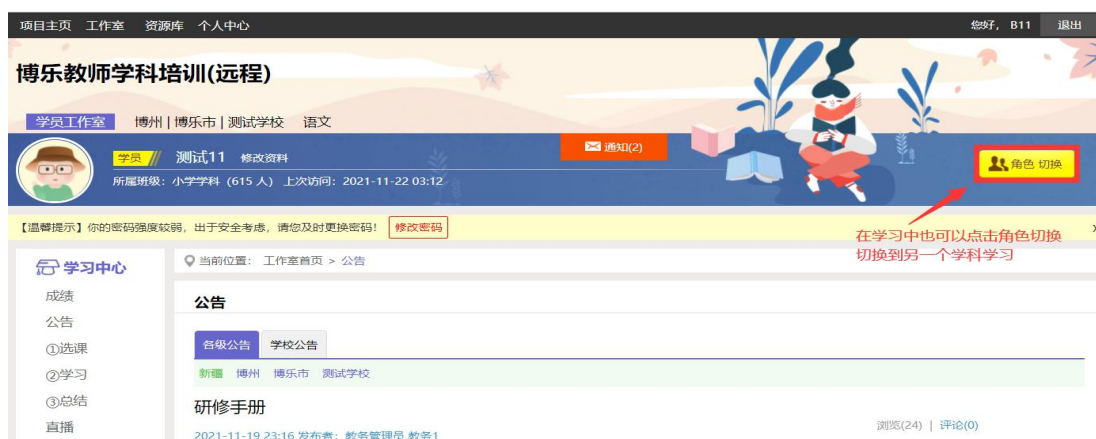 项目主页 工作室 资源库 个人中心 您好，B11 退出
博乐教师学科培训(远程)
学员工作室 博州 | 博乐市 | 测试学校 语文
学员 测试11 修改资料 通知(2) 角色 切换
所属班级：小学学科 (615 人) 上次访问：2021-11-22 03:12
【温馨提示】你的密码强度较弱，出于安全考虑，请您及时更换密码！ 修改密码
在学习中也可以点击角色切换
切换到另一个学科学习
学习中心
成绩
公告
①选课
②学习
③总结
直播
当前位置： 工作室首页 > 公告
公告
各级公告 学校公告
新疆 博州 博乐市 测试学校
研修手册
浏览(24) | 评论(0)
2021-11-19 23:16 发布者：教务管理员 教务1